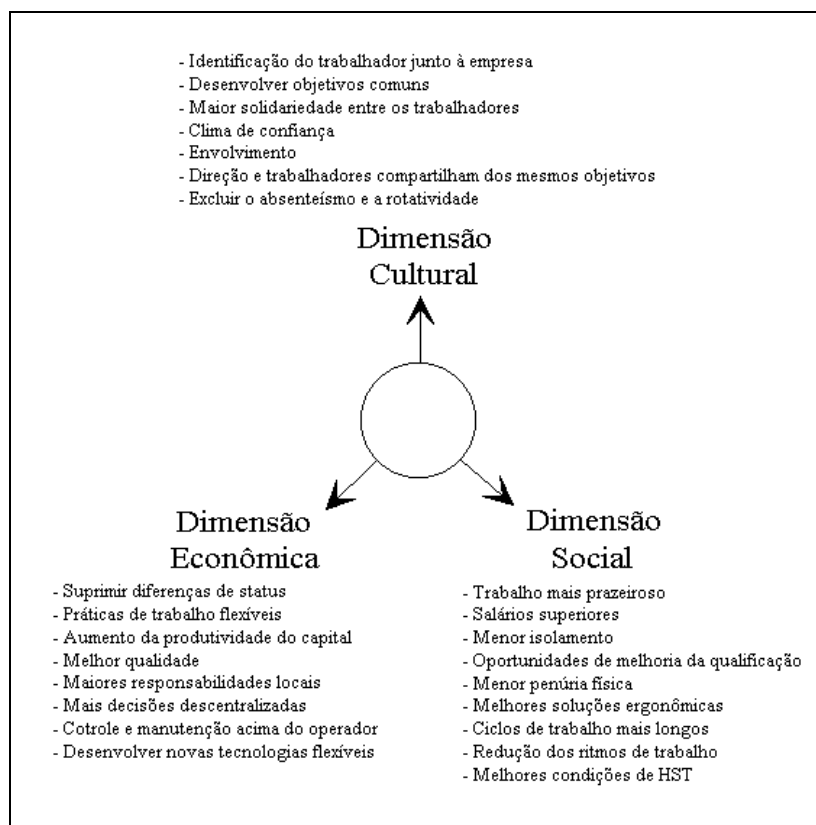 - Identificação do trabalhador junto à empresa
- Desenvolver objetivos comuns
- Maior solidariedade entre os trabalhadores
- Clima de confiança
- Envolvimento
- Direção e trabalhadores compartilham dos mesmos objetivos
- Excluir o absenteísmo e a rotatividade
Dimensão
Cultural
Dimensão
Econômica
- Suprimir diferenças de status
- Práticas de trabalho flexíveis
- Aumento da produtividade do capital
- Melhor qualidade
- Maiores responsabilidades locais
- Mais decisões descentralizadas
- Cotrole e manutenção acima do operador
- Desenvolver novas tecnologias flexíveis
Dimensão
Social
- Trabalho mais prazeiroso
- Salários superiores
- Menor isolamento
- Oportunidades de melhoria da qualificação
- Menor penúria física
- Melhores soluções ergonômicas
- Ciclos de trabalho mais longos
- Redução dos ritmos de trabalho
- Melhores condições de HST